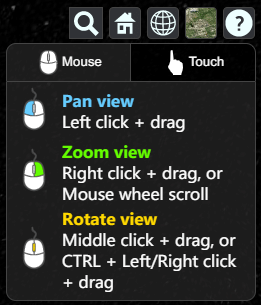 ?
Mouse
Touch
Pan view
Left click + drag
Zoom view
Right click + drag, or
Mouse wheel scroll
Rotate view
Middle click + drag, or
CTRL + Left/Right click
+ drag